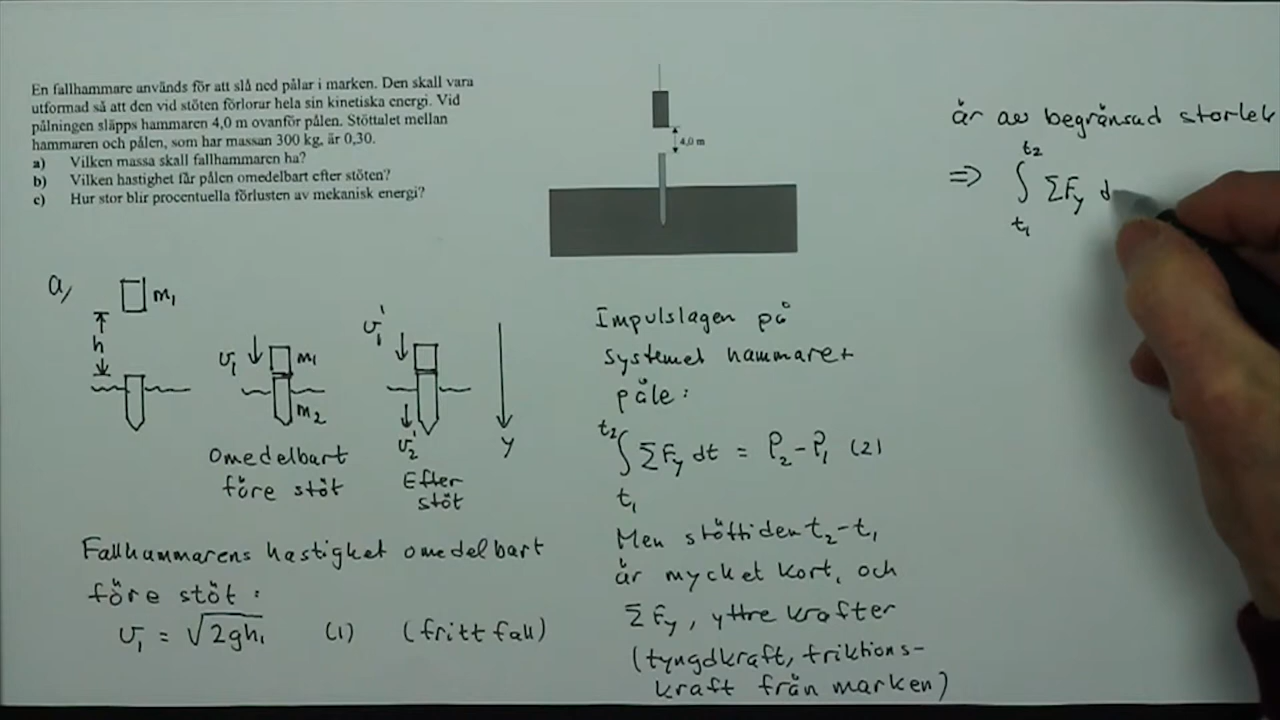 En fallhammare används för att slå ned pålar i marken. Den skall vara
utformad så att den vid stöten förlorar hela sin kinetiska energi. Vid
pålningen släpps hammaren 4,0 m ovanför pålen. Stöttalet mellan
hammaren och pålen, som har massan 300 kg, är 0,30.
a) Vilken massa skall fallhammaren ha?
b) Vilken hastighet får pålen omedelbart efter stöten?
c) Hur stor blir procentuella förlusten av mekanisk energi?
4,0 m
a,
m₁
h
v₁
m₁
m₂
Omedelbart
före stöt
v₁'
v₂'
Efter
stöt
y
Fallhammarens hastighet omedelbart
före stöt :
v₁ = √2gh₁ (1) (fritt fall)
Impulslagen på
systemet hammare +
påle :
∫ₜ₁ᵗ² ΣFy dt = P₂ - P₁ (2)
Men stöttiden t₂ - t₁
är mycket kort, och
ΣFy, yttre krafter
(tyngdkraft, friktions-
kraft från marken)
är av begränsad storlek
⇒ ∫ₜ₁ᵗ² ΣFy d